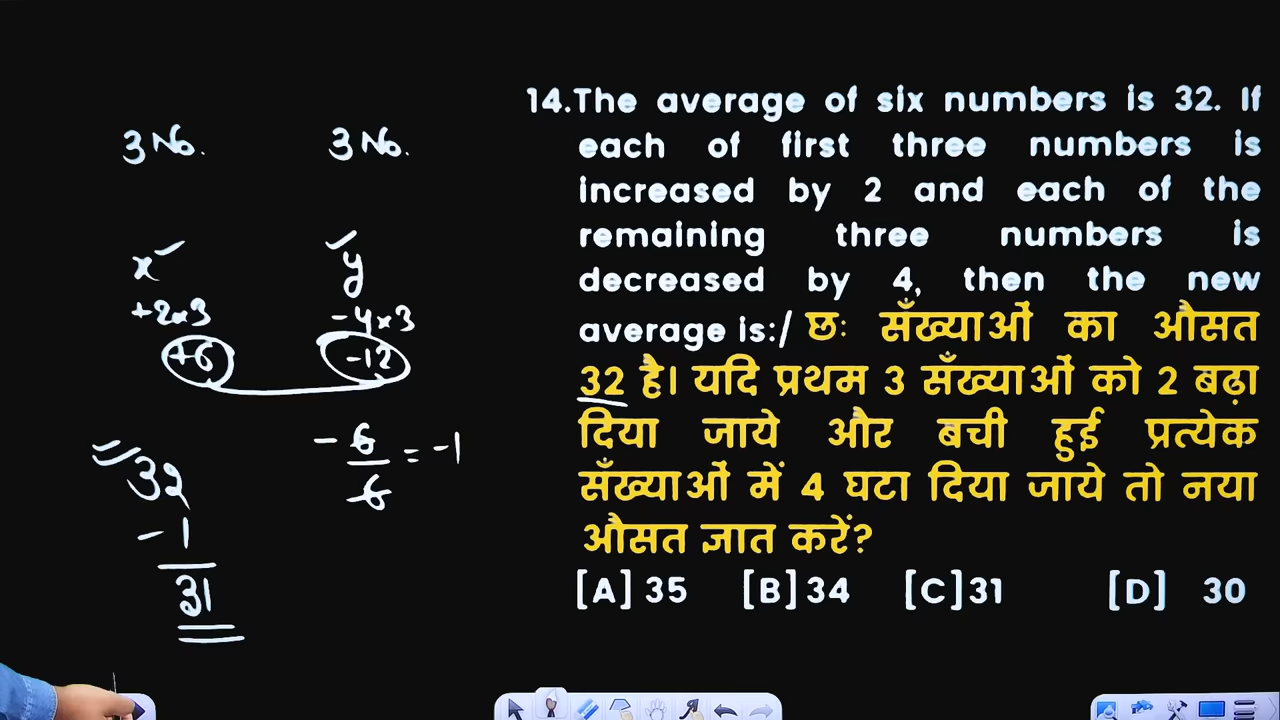 3 No. 3 No.
x y
+2×3 -4×3
+6 -12
- 6/6 = -1
32
- 1
31
14.The average of six numbers is 32. If
each of first three numbers is
increased by 2 and each of the
remaining three numbers is
decreased by 4, then the new
average is:/ छः सँख्याओं का औसत
32 है। यदि प्रथम 3 सँख्याओं को 2 बढ़ा
दिया जाये और बची हुई प्रत्येक
सँख्याओं में 4 घटा दिया जाये तो नया
औसत ज्ञात करें?
[A] 35 [B] 34 [C]31 [D] 30